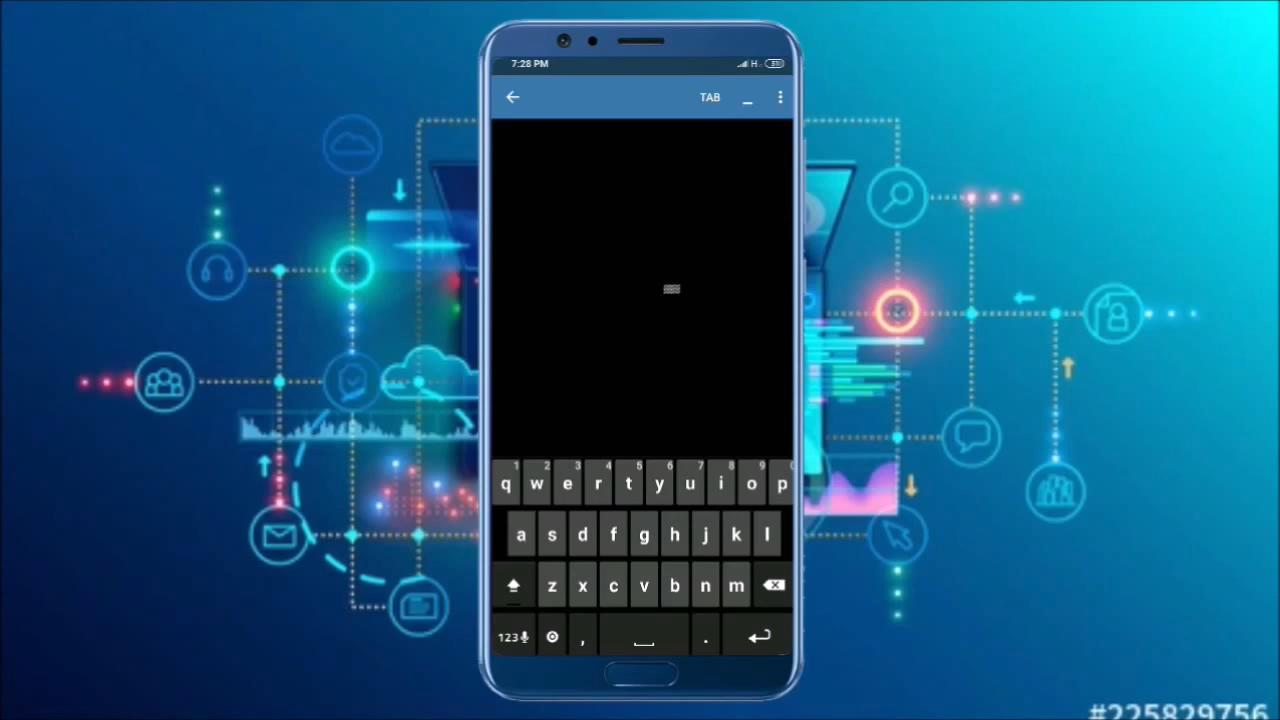 7:28 PM H
TAB _
1 2 3 4 5 6 7 8 9 0
q w e r t y u i o p
a s d f g h j k l
z x c v b n m
123 , .
#225829756